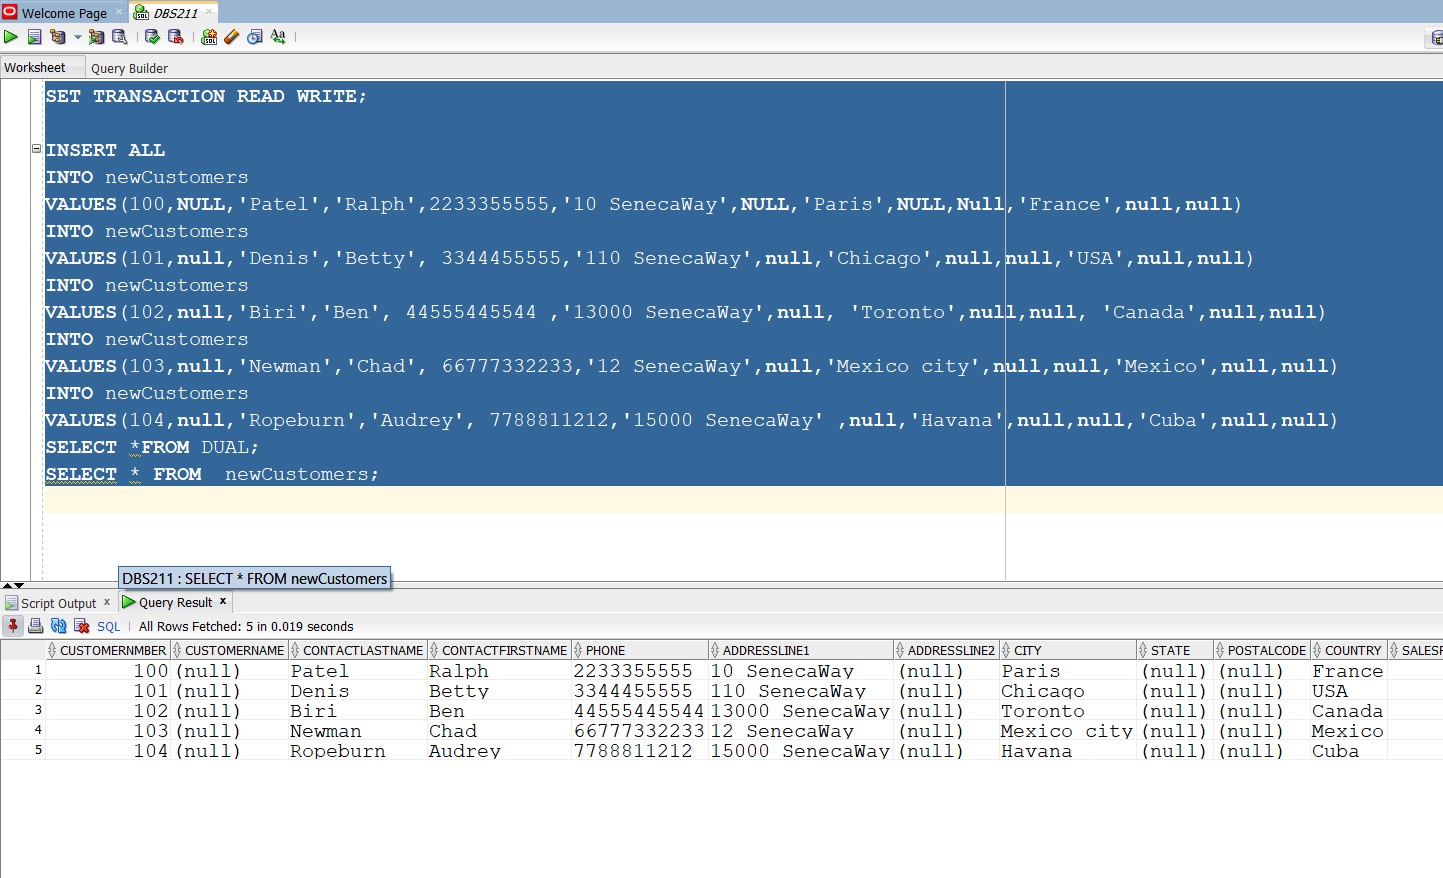 Welcome Page
DBS211
Worksheet
Query Builder
SET TRANSACTION READ WRITE;
INSERT ALL
INTO newCustomers
VALUES(100,NULL,'Patel','Ralph',2233355555,'10 SenecaWay',NULL,'Paris',NULL,Null,'France',null,null)
INTO newCustomers
VALUES(101,null,'Denis','Betty', 3344455555,'110 SenecaWay',null,'Chicago',null,null,'USA',null,null)
INTO newCustomers
VALUES(102,null,'Biri','Ben', 44555445544 ,'13000 SenecaWay',null, 'Toronto',null,null, 'Canada',null,null)
INTO newCustomers
VALUES(103,null,'Newman','Chad', 66777332233,'12 SenecaWay',null,'Mexico city',null,null,'Mexico',null,null)
INTO newCustomers
VALUES(104,null,'Ropeburn','Audrey', 7788811212,'15000 SenecaWay' ,null,'Havana',null,null,'Cuba',null,null)
SELECT *FROM DUAL;
SELECT * FROM  newCustomers;
DBS211 : SELECT * FROM newCustomers
Script Output
Query Result
SQL | All Rows Fetched: 5 in 0.019 seconds
CUSTOMERNMBER CUSTOMERNAME CONTACTLASTNAME CONTACTFIRSTNAME PHONE ADDRESSLINE1 ADDRESSLINE2 CITY STATE POSTALCODE COUNTRY SALESP
1 100 (null) Patel Ralph 2233355555 10 SenecaWay (null) Paris (null) (null) France
2 101 (null) Denis Betty 3344455555 110 SenecaWay (null) Chicago (null) (null) USA
3 102 (null) Biri Ben 44555445544 13000 SenecaWay (null) Toronto (null) (null) Canada
4 103 (null) Newman Chad 66777332233 12 SenecaWay (null) Mexico city (null) (null) Mexico
5 104 (null) Ropeburn Audrey 7788811212 15000 SenecaWay (null) Havana (null) (null) Cuba